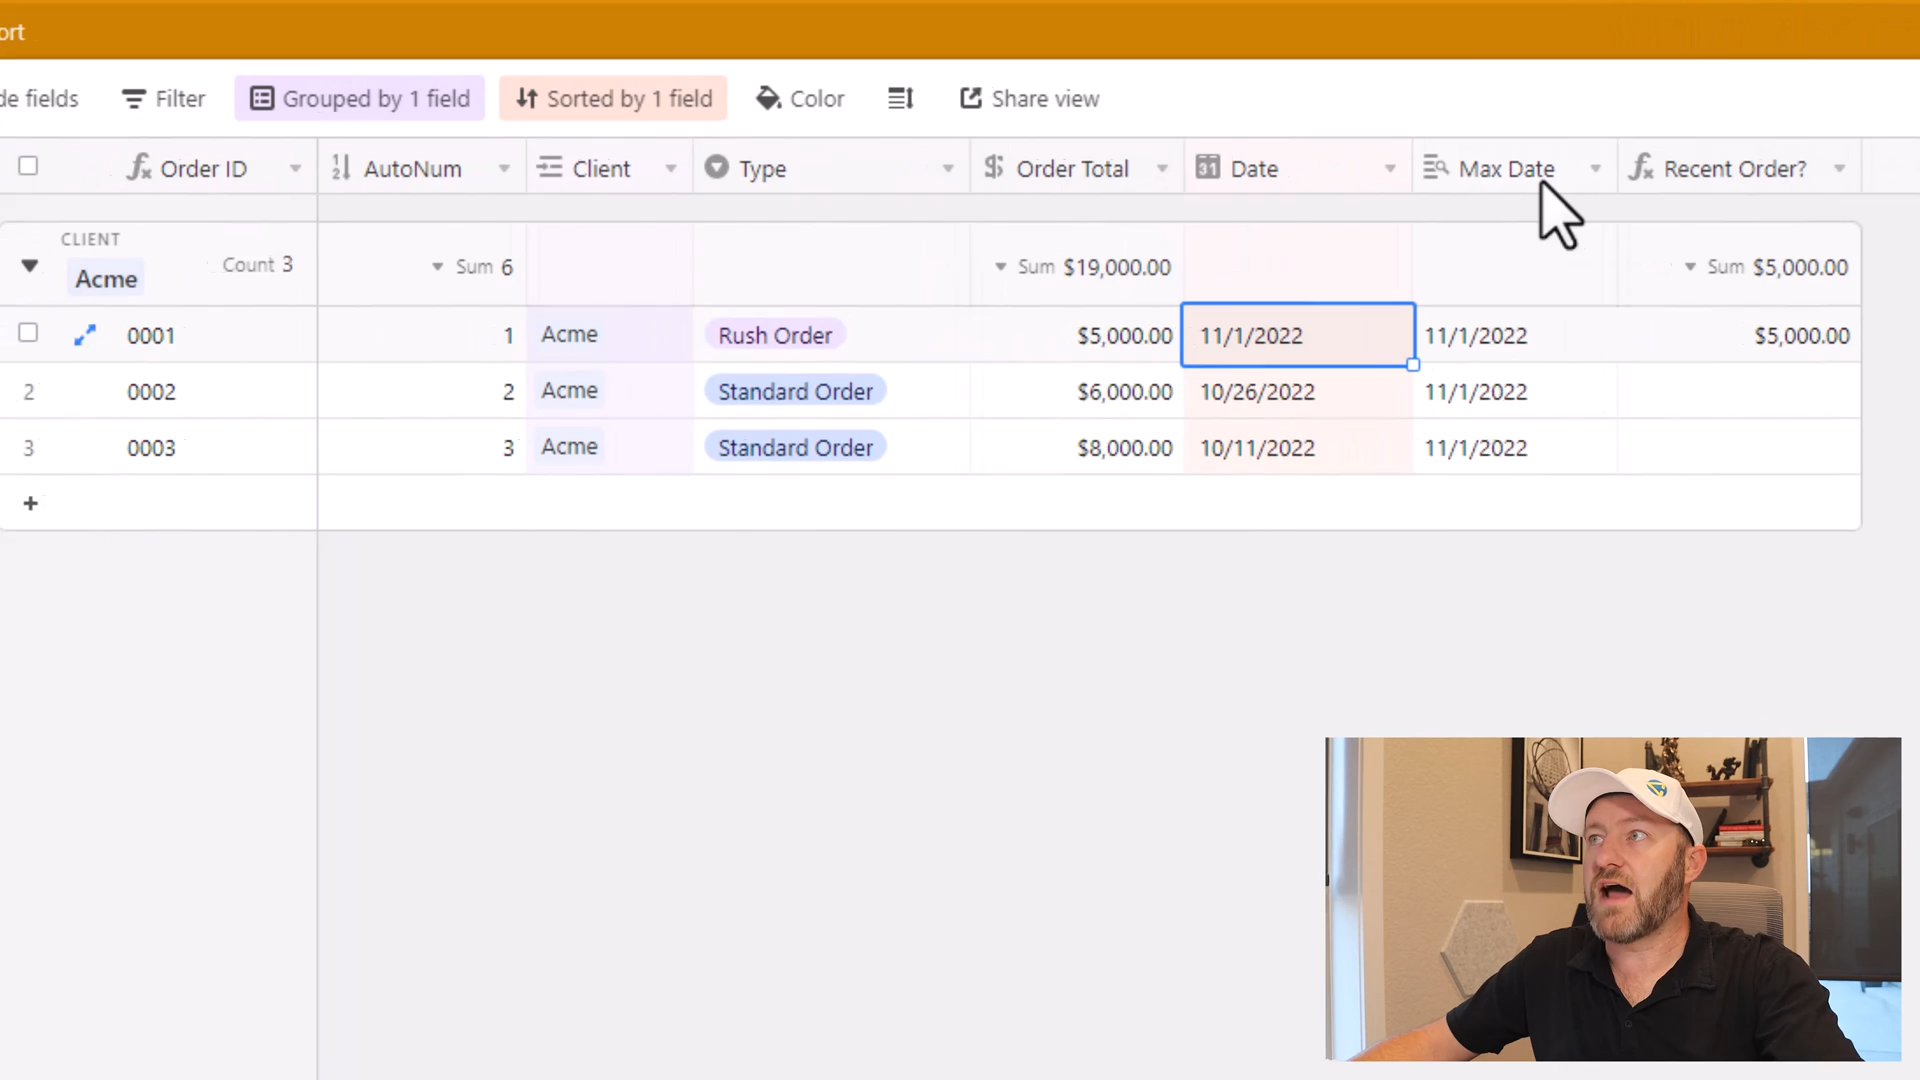 ort
de fields Filter Grouped by 1 field Sorted by 1 field Color Share view
Order ID AutoNum Client Type Order Total Date Max Date Recent Order?
CLIENT
Acme Count 3 Sum 6 Sum $19,000.00 Sum $5,000.00
0001 1 Acme Rush Order $5,000.00 11/1/2022 11/1/2022 $5,000.00
2 0002 2 Acme Standard Order $6,000.00 10/26/2022 11/1/2022
3 0003 3 Acme Standard Order $8,000.00 10/11/2022 11/1/2022
+